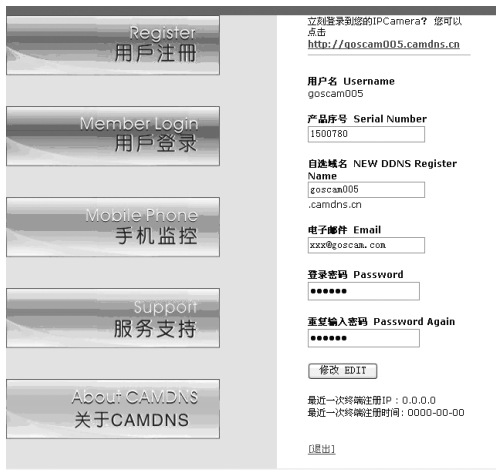 Register
用戶注冊
Member Login
用戶登录
Mobile Phone
手机监控
Support
服务支持
About CAMDNS
关于CAMDNS
立刻登录到您的IPCamera? 您可以
点击
http://goscam005.camdns.cn
用户名 Username
goscam005
产品序号 Serial Number
1500780
自选域名 NEW DDNS Register
Name
goscam005
.camdns.cn
电子邮件 Email
xxx@goscam.com
登录密码 Password
●●●●●●
重复输入密码 Password Again
●●●●●●
修改 EDIT
最近一次终端注册IP：0.0.0.0
最近一次终端注册时间：0000-00-00
[退出]